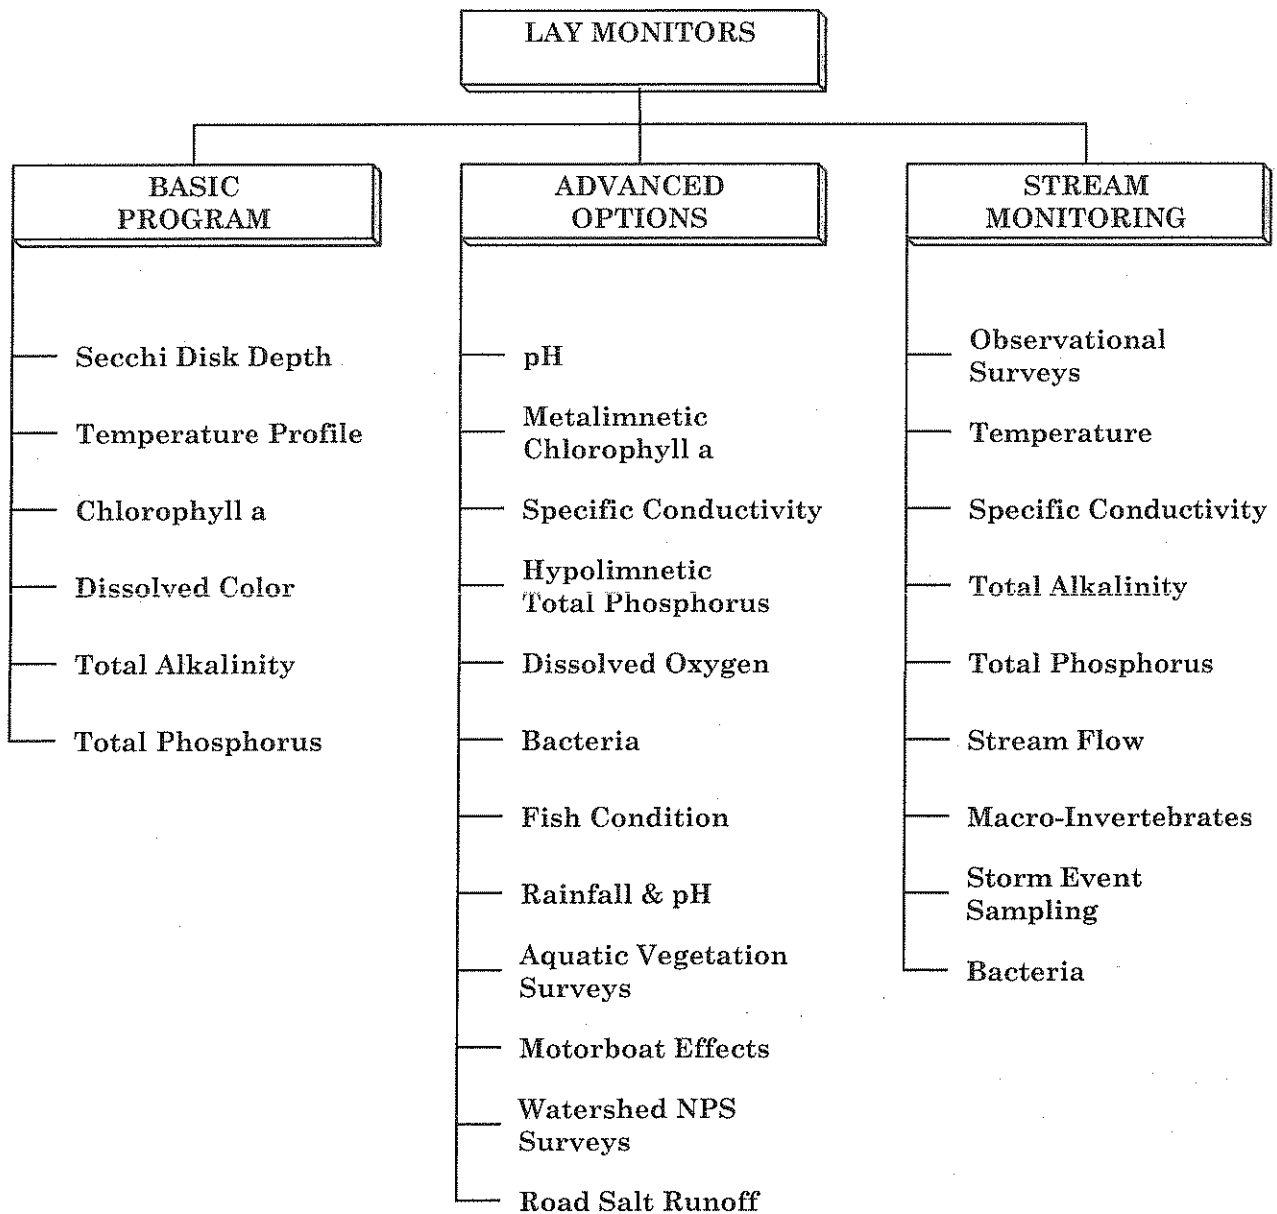 LAY MONITORS
BASIC
PROGRAM
Secchi Disk Depth
Temperature Profile
Chlorophyll a
Dissolved Color
Total Alkalinity
Total Phosphorus
ADVANCED
OPTIONS
pH
Metalimnetic
Chlorophyll a
Specific Conductivity
Hypolimnetic
Total Phosphorus
Dissolved Oxygen
Bacteria
Fish Condition
Rainfall & pH
Aquatic Vegetation
Surveys
Motorboat Effects
Watershed NPS
Surveys
Road Salt Runoff
STREAM
MONITORING
Observational
Surveys
Temperature
Specific Conductivity
Total Alkalinity
Total Phosphorus
Stream Flow
Macro-Invertebrates
Storm Event
Sampling
Bacteria